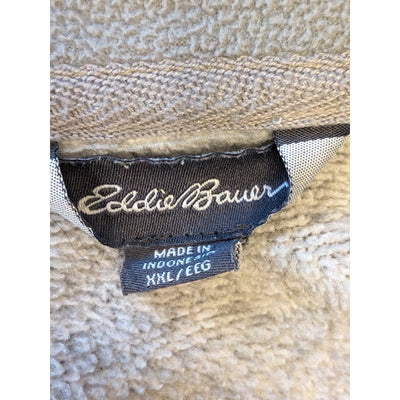 Eddie Bauer
MADE IN
INDONESIA
XXL/EEG